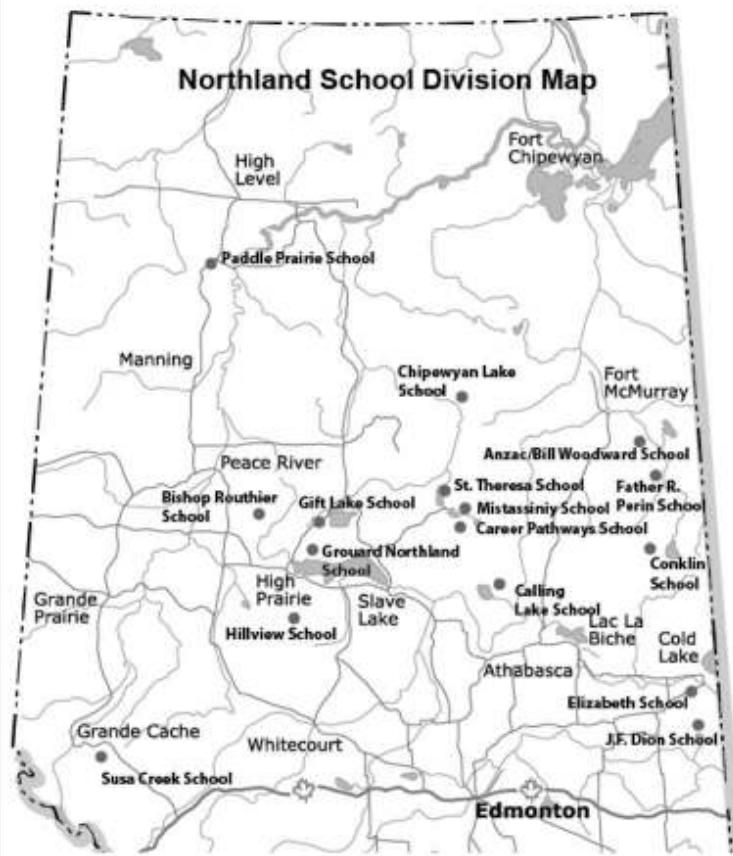 Northland School Division Map
Fort
Chipewyan
High
Level
Paddle Prairie School
Manning
Chipewyan Lake
School
Fort
McMurray
Anzac/Bill Woodward School
Peace River
St. Theresa School
Father R.
Perin School
Bishop Routhier
School
Gift Lake School
Mistassiniy School
Career Pathways School
Grouard Northland
School
Conklin
School
High
Prairie
Slave
Lake
Calling
Lake School
Grande
Prairie
Hillview School
Lac La
Biche
Cold
Lake
Athabasca
Elizabeth School
Grande Cache
Whitecourt
J.F. Dion School
Susa Creek School
Edmonton